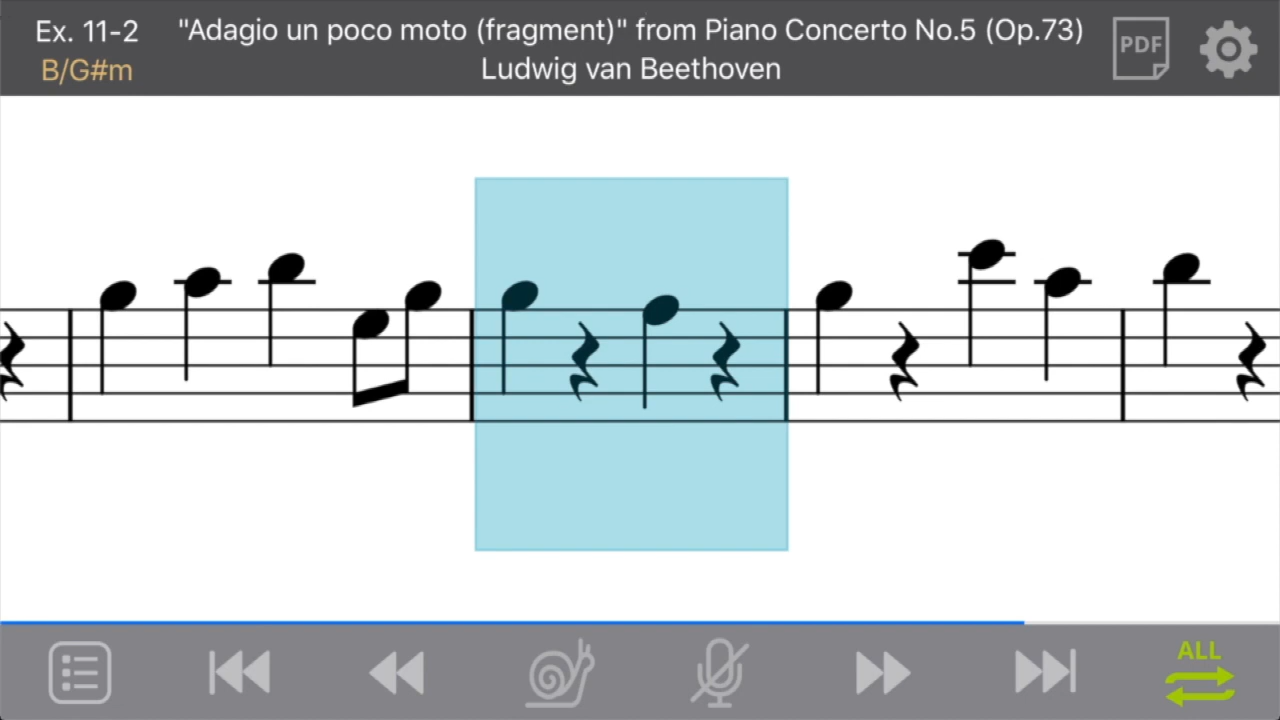 Ex. 11-2
"Adagio un poco moto (fragment)" from Piano Concerto No.5 (Op.73)
B/G#m
Ludwig van Beethoven
PDF
ALL